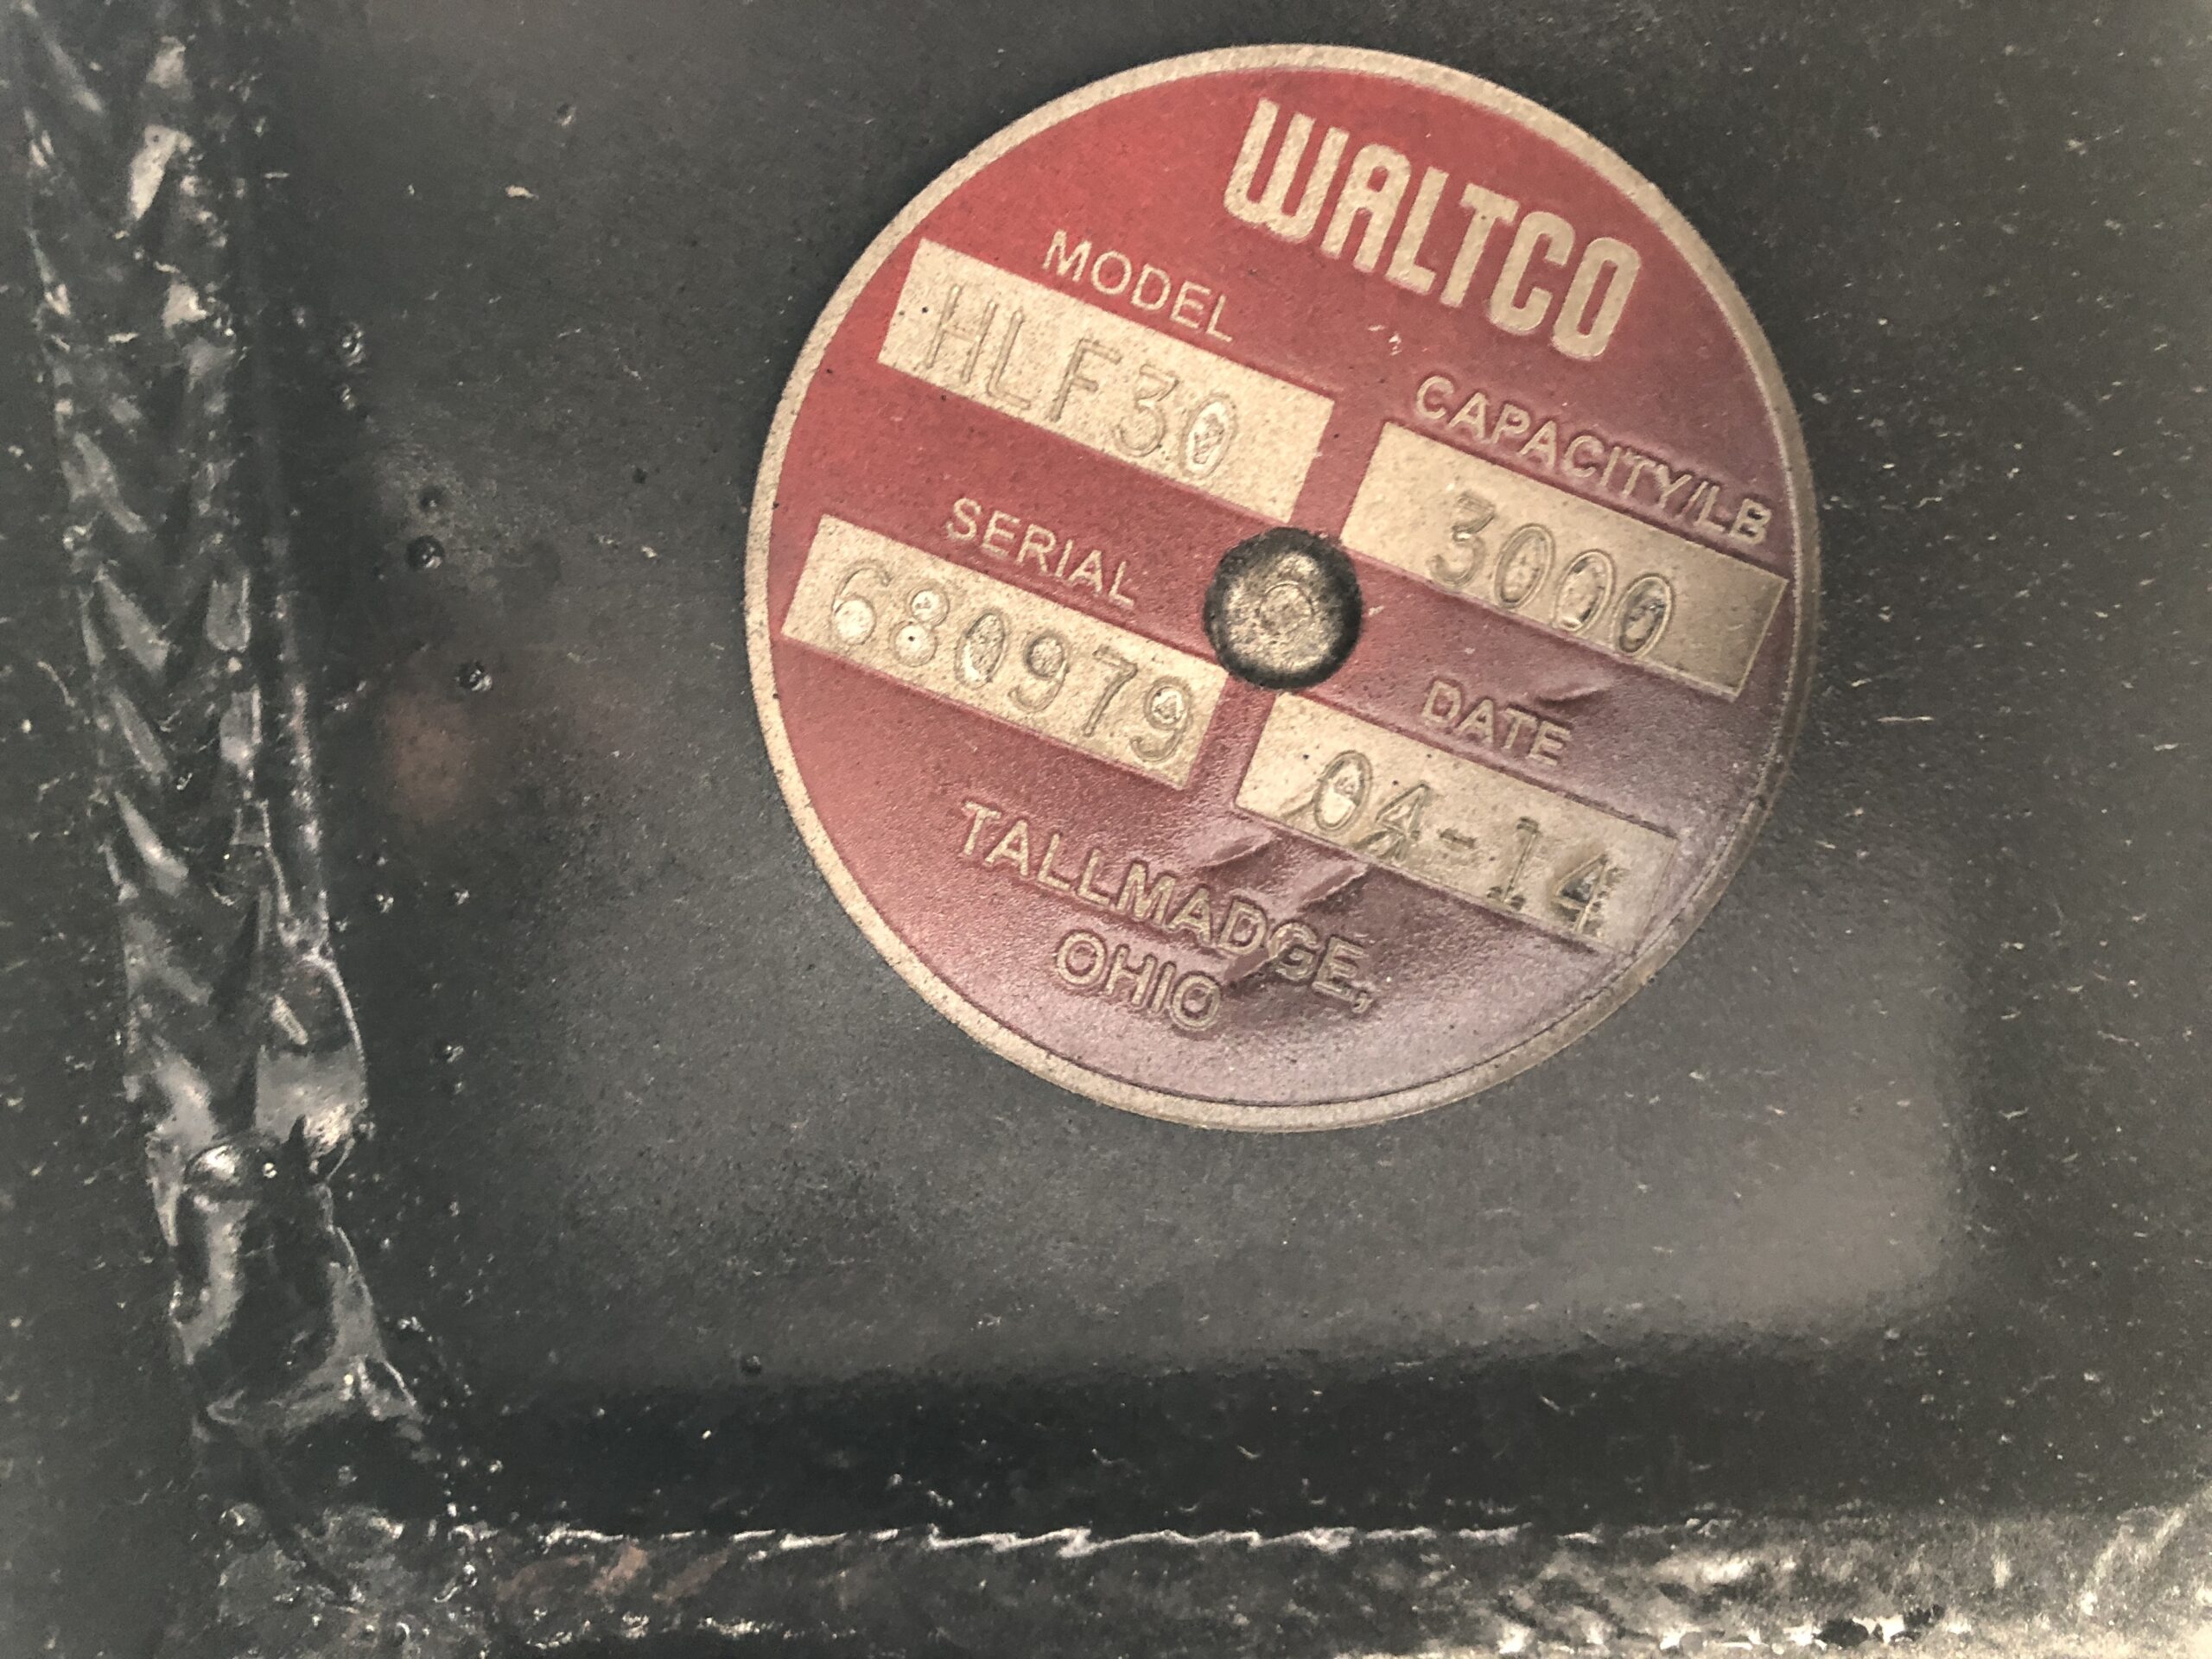 WALTCO
MODEL
HLF30
CAPACITY/LB
3000
SERIAL
680979
DATE
04-14
TALLMADGE,
OHIO